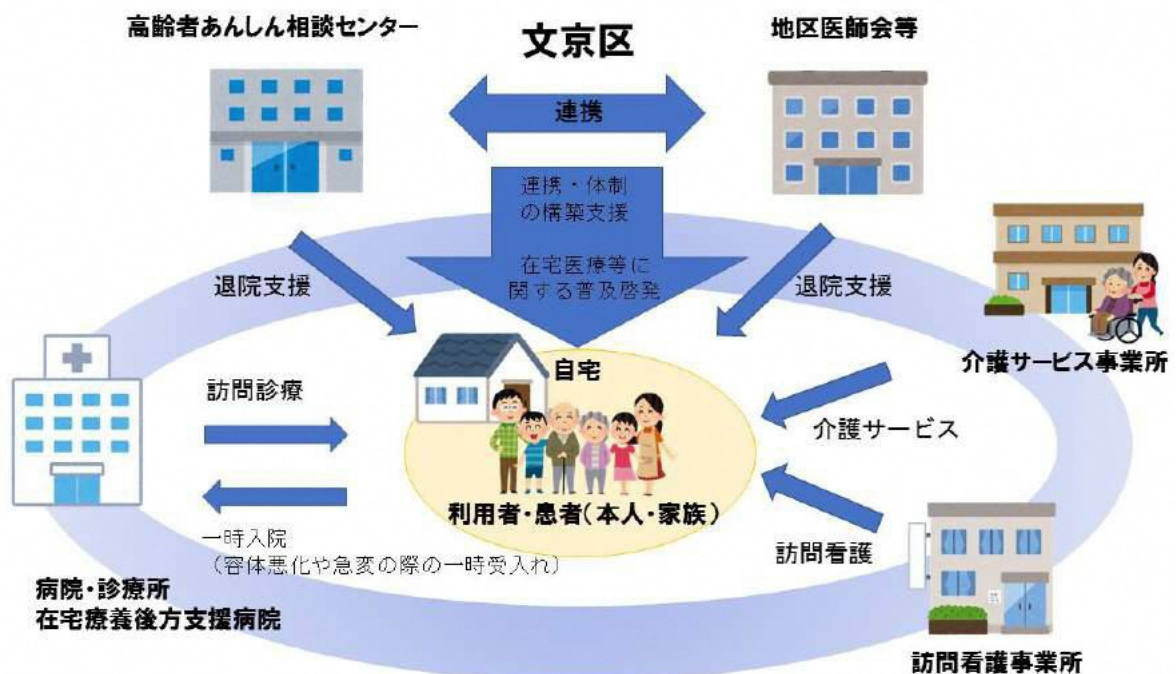 高齢者あんしん相談センター
文京区
地区医師会等
連携
連携・体制
の構築支援
在宅医療等に
関する普及啓発
退院支援
退院支援
介護サービス事業所
自宅
訪問診療
介護サービス
利用者・患者(本人・家族)
一時入院
(容体悪化や急変の際の一時受入れ)
訪問看護
病院・診療所
在宅療養後方支援病院
訪問看護事業所